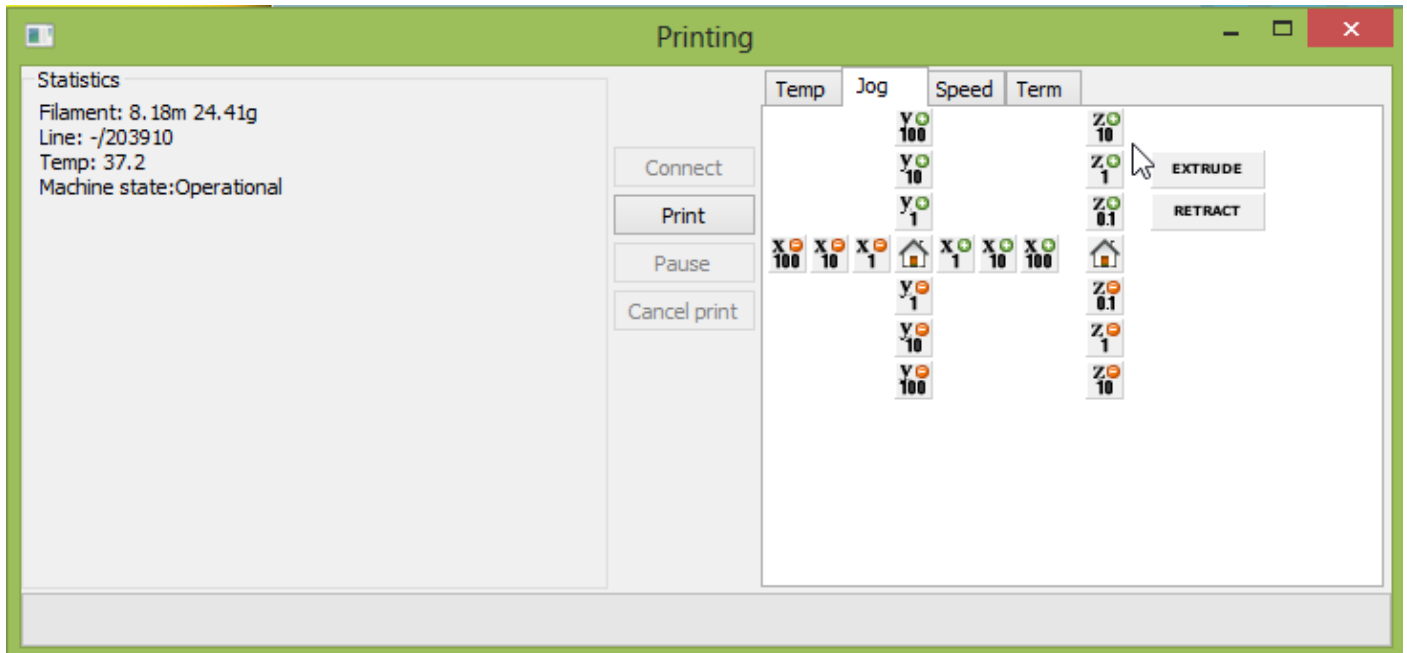 Printing
Statistics
Filament: 8.18m 24.41g
Line: -/203910
Temp: 37.2
Machine state:Operational
Connect
Print
Pause
Cancel print
Temp Jog Speed Term
y 100 z 10
y 10 z 1 EXTRUDE
y 1 z 0.1 RETRACT
x 100 x 10 x 1 x 1 x 10 x 100
y 1 z 0.1
y 10 z 1
y 100 z 10